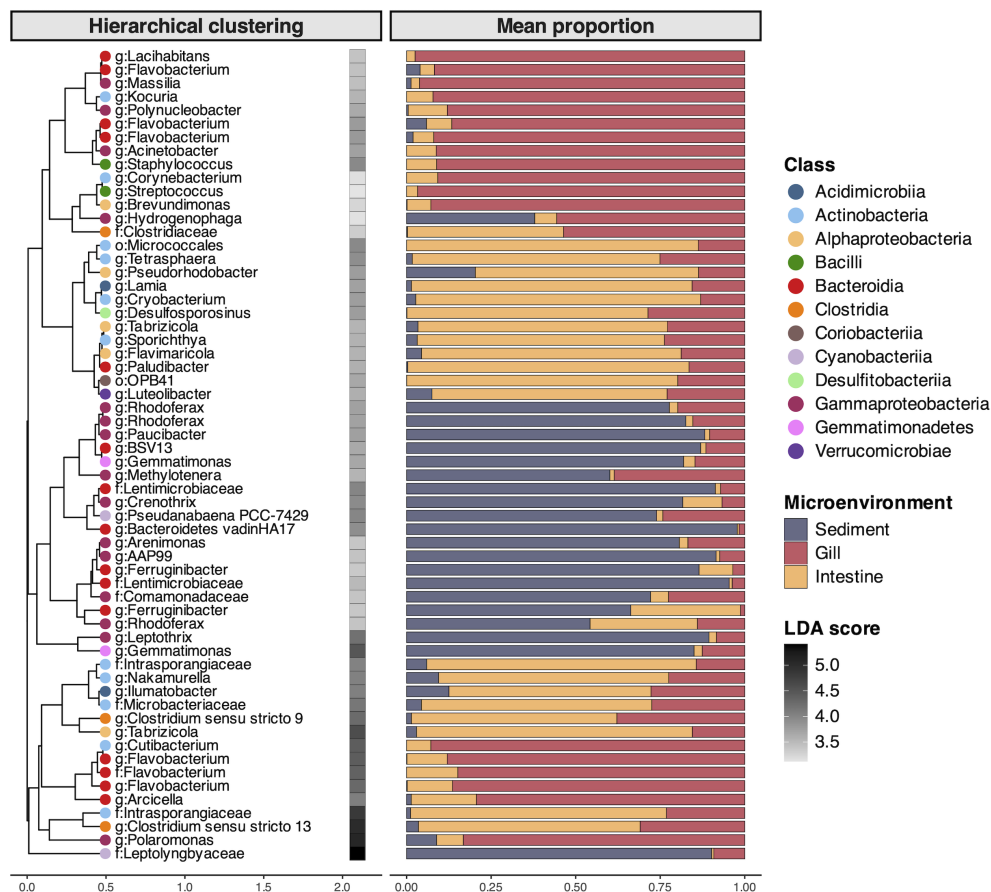 Hierarchical clustering
Mean proportion
g:Lacihabitans
g:Flavobacterium
g:Massilia
g:Kocuria
g:Polynucleobacter
g:Flavobacterium
g:Flavobacterium
g:Acinetobacter
g:Staphylococcus
g:Corynebacterium
g:Streptococcus
g:Brevundimonas
g:Hydrogenophaga
f:Clostridiaceae
o:Micrococcales
g:Tetrasphaera
g:Pseudorhodobacter
g:Lamia
g:Cryobacterium
g:Desulfosporosinus
g:Tabrizicola
g:Sporichthya
g:Flavimaricola
g:Paludibacter
o:OPB41
g:Luteolibacter
g:Rhodoferax
g:Rhodoferax
g:Paucibacter
g:BSV13
g:Gemmatimonas
g:Methylotenera
f:Lentimicrobiaceae
g:Crenothrix
g:Pseudanabaena PCC-7429
g:Bacteroidetes vadinHA17
g:Arenimonas
g:AAP99
g:Ferruginibacter
f:Lentimicrobiaceae
f:Comamonadaceae
g:Ferruginibacter
g:Rhodoferax
g:Leptothrix
g:Gemmatimonas
f:Intrasporangiaceae
g:Nakamurella
g:Ilumatobacter
f:Microbacteriaceae
g:Clostridium sensu stricto 9
g:Tabrizicola
g:Cutibacterium
g:Flavobacterium
f:Flavobacterium
g:Flavobacterium
g:Arcicella
f:Intrasporangiaceae
g:Clostridium sensu stricto 13
g:Polaromonas
f:Leptolyngbyaceae
0.0 0.5 1.0 1.5 2.0
0.00 0.25 0.50 0.75 1.00
Class
Acidimicrobiia
Actinobacteria
Alphaproteobacteria
Bacilli
Bacteroidia
Clostridia
Coriobacteriia
Cyanobacteriia
Desulfitobacteriia
Gammaproteobacteria
Gemmatimonadetes
Verrucomicrobiae
Microenvironment
Sediment
Gill
Intestine
LDA score
5.0
4.5
4.0
3.5